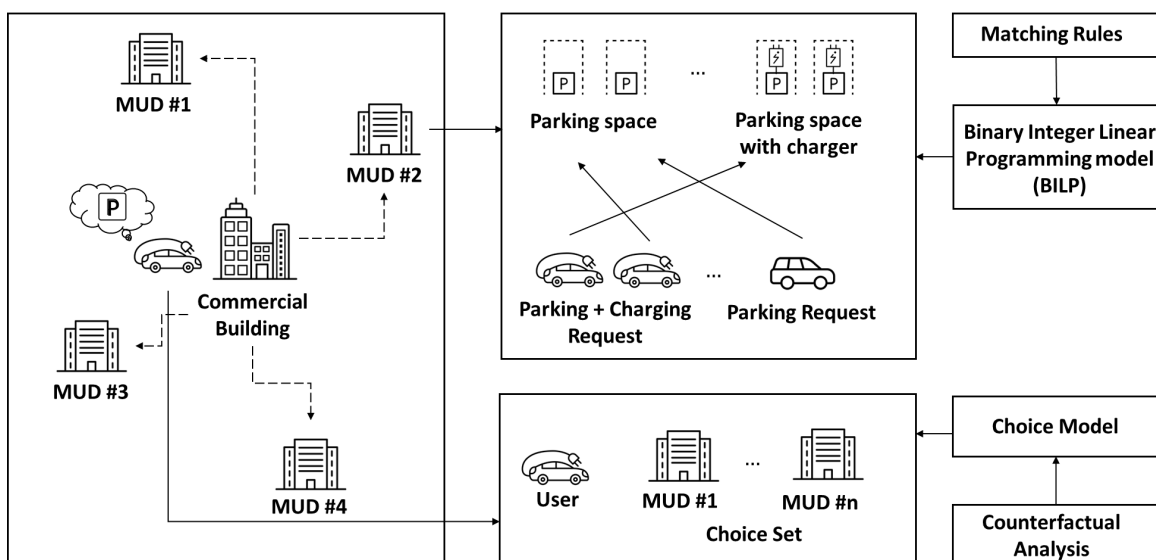 MUD #1
MUD #2
P
Commercial
Building
MUD #3
MUD #4
P
P
...
P
P
Parking space
Parking space
with charger
...
Parking + Charging
Request
Parking Request
Matching Rules
Binary Integer Linear
Programming model
(BILP)
User
MUD #1
...
MUD #n
Choice Set
Choice Model
Counterfactual
Analysis